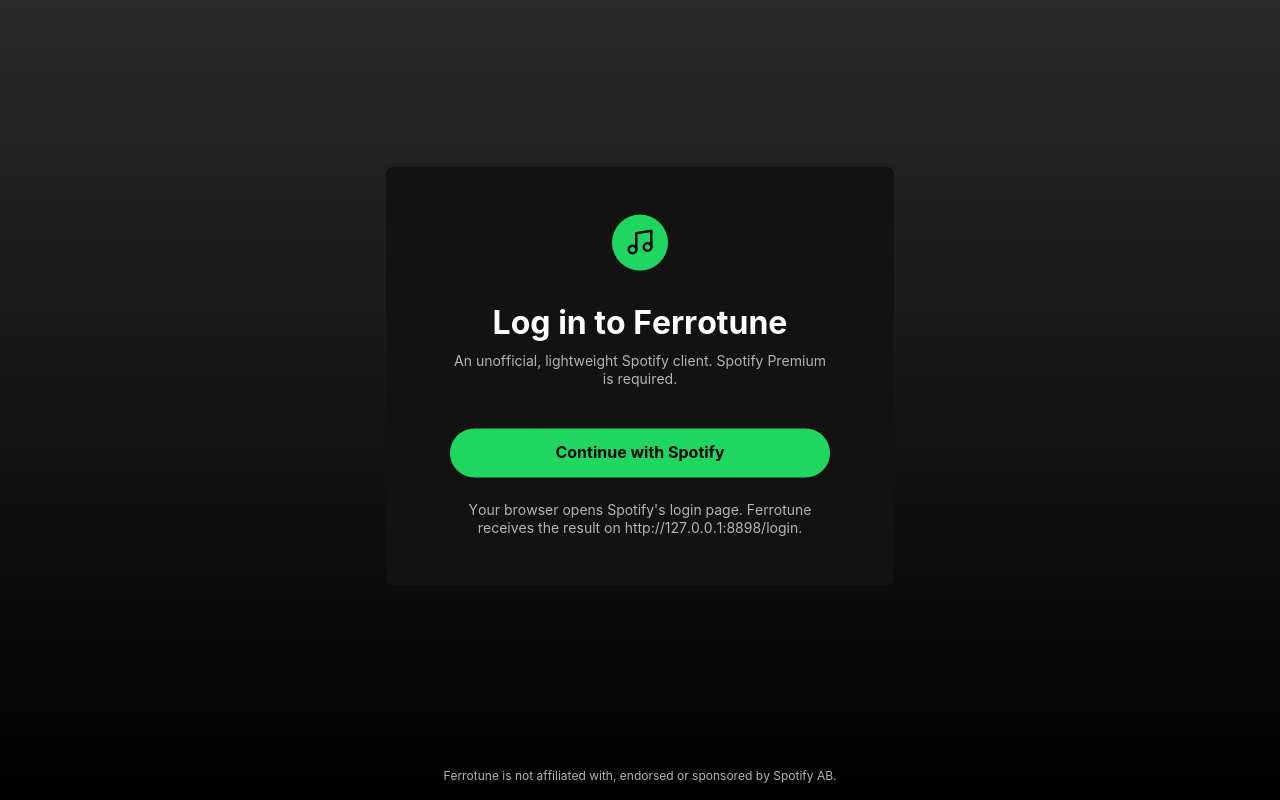 Log in to Ferrotune
An unofficial, lightweight Spotify client. Spotify Premium
is required.
Continue with Spotify
Your browser opens Spotify's login page. Ferrotune
receives the result on http://127.0.0.1:8898/login.
Ferrotune is not affiliated with, endorsed or sponsored by Spotify AB.